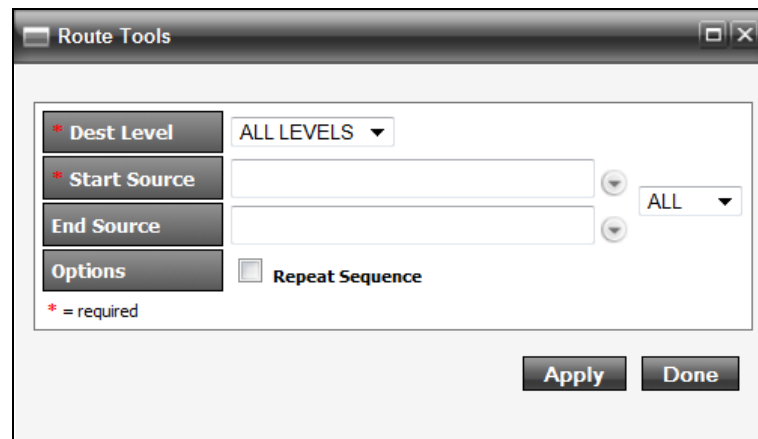 Route Tools
* Dest Level ALL LEVELS
* Start Source
ALL
End Source
Options Repeat Sequence
* = required
Apply Done